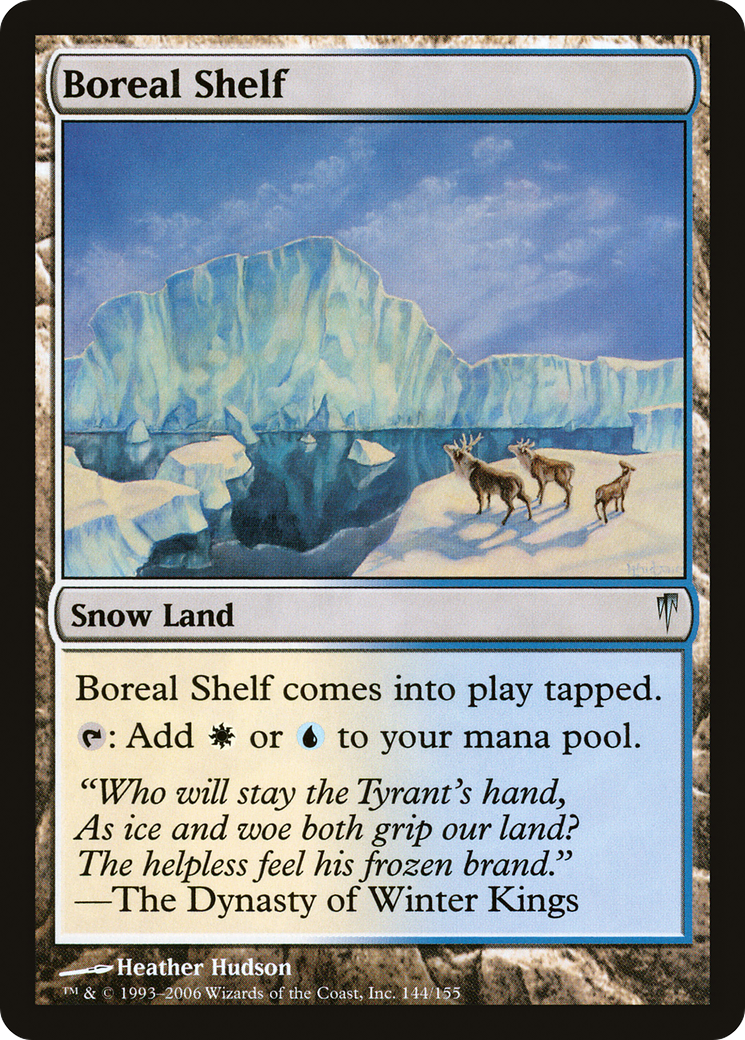 Boreal Shelf
Snow Land
Boreal Shelf comes into play tapped.
: Add or to your mana pool.
“Who will stay the Tyrant’s hand,
As ice and woe both grip our land?
The helpless feel his frozen brand.”
—The Dynasty of Winter Kings
Heather Hudson
™ & © 1993–2006 Wizards of the Coast, Inc. 144/155